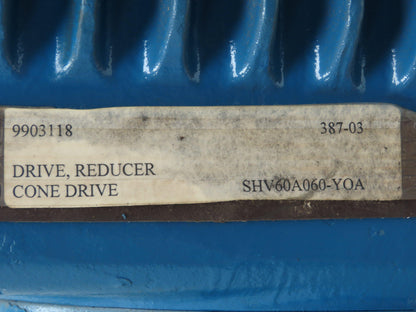 9903118 387-03
DRIVE, REDUCER
CONE DRIVE SHV60A060-YOA